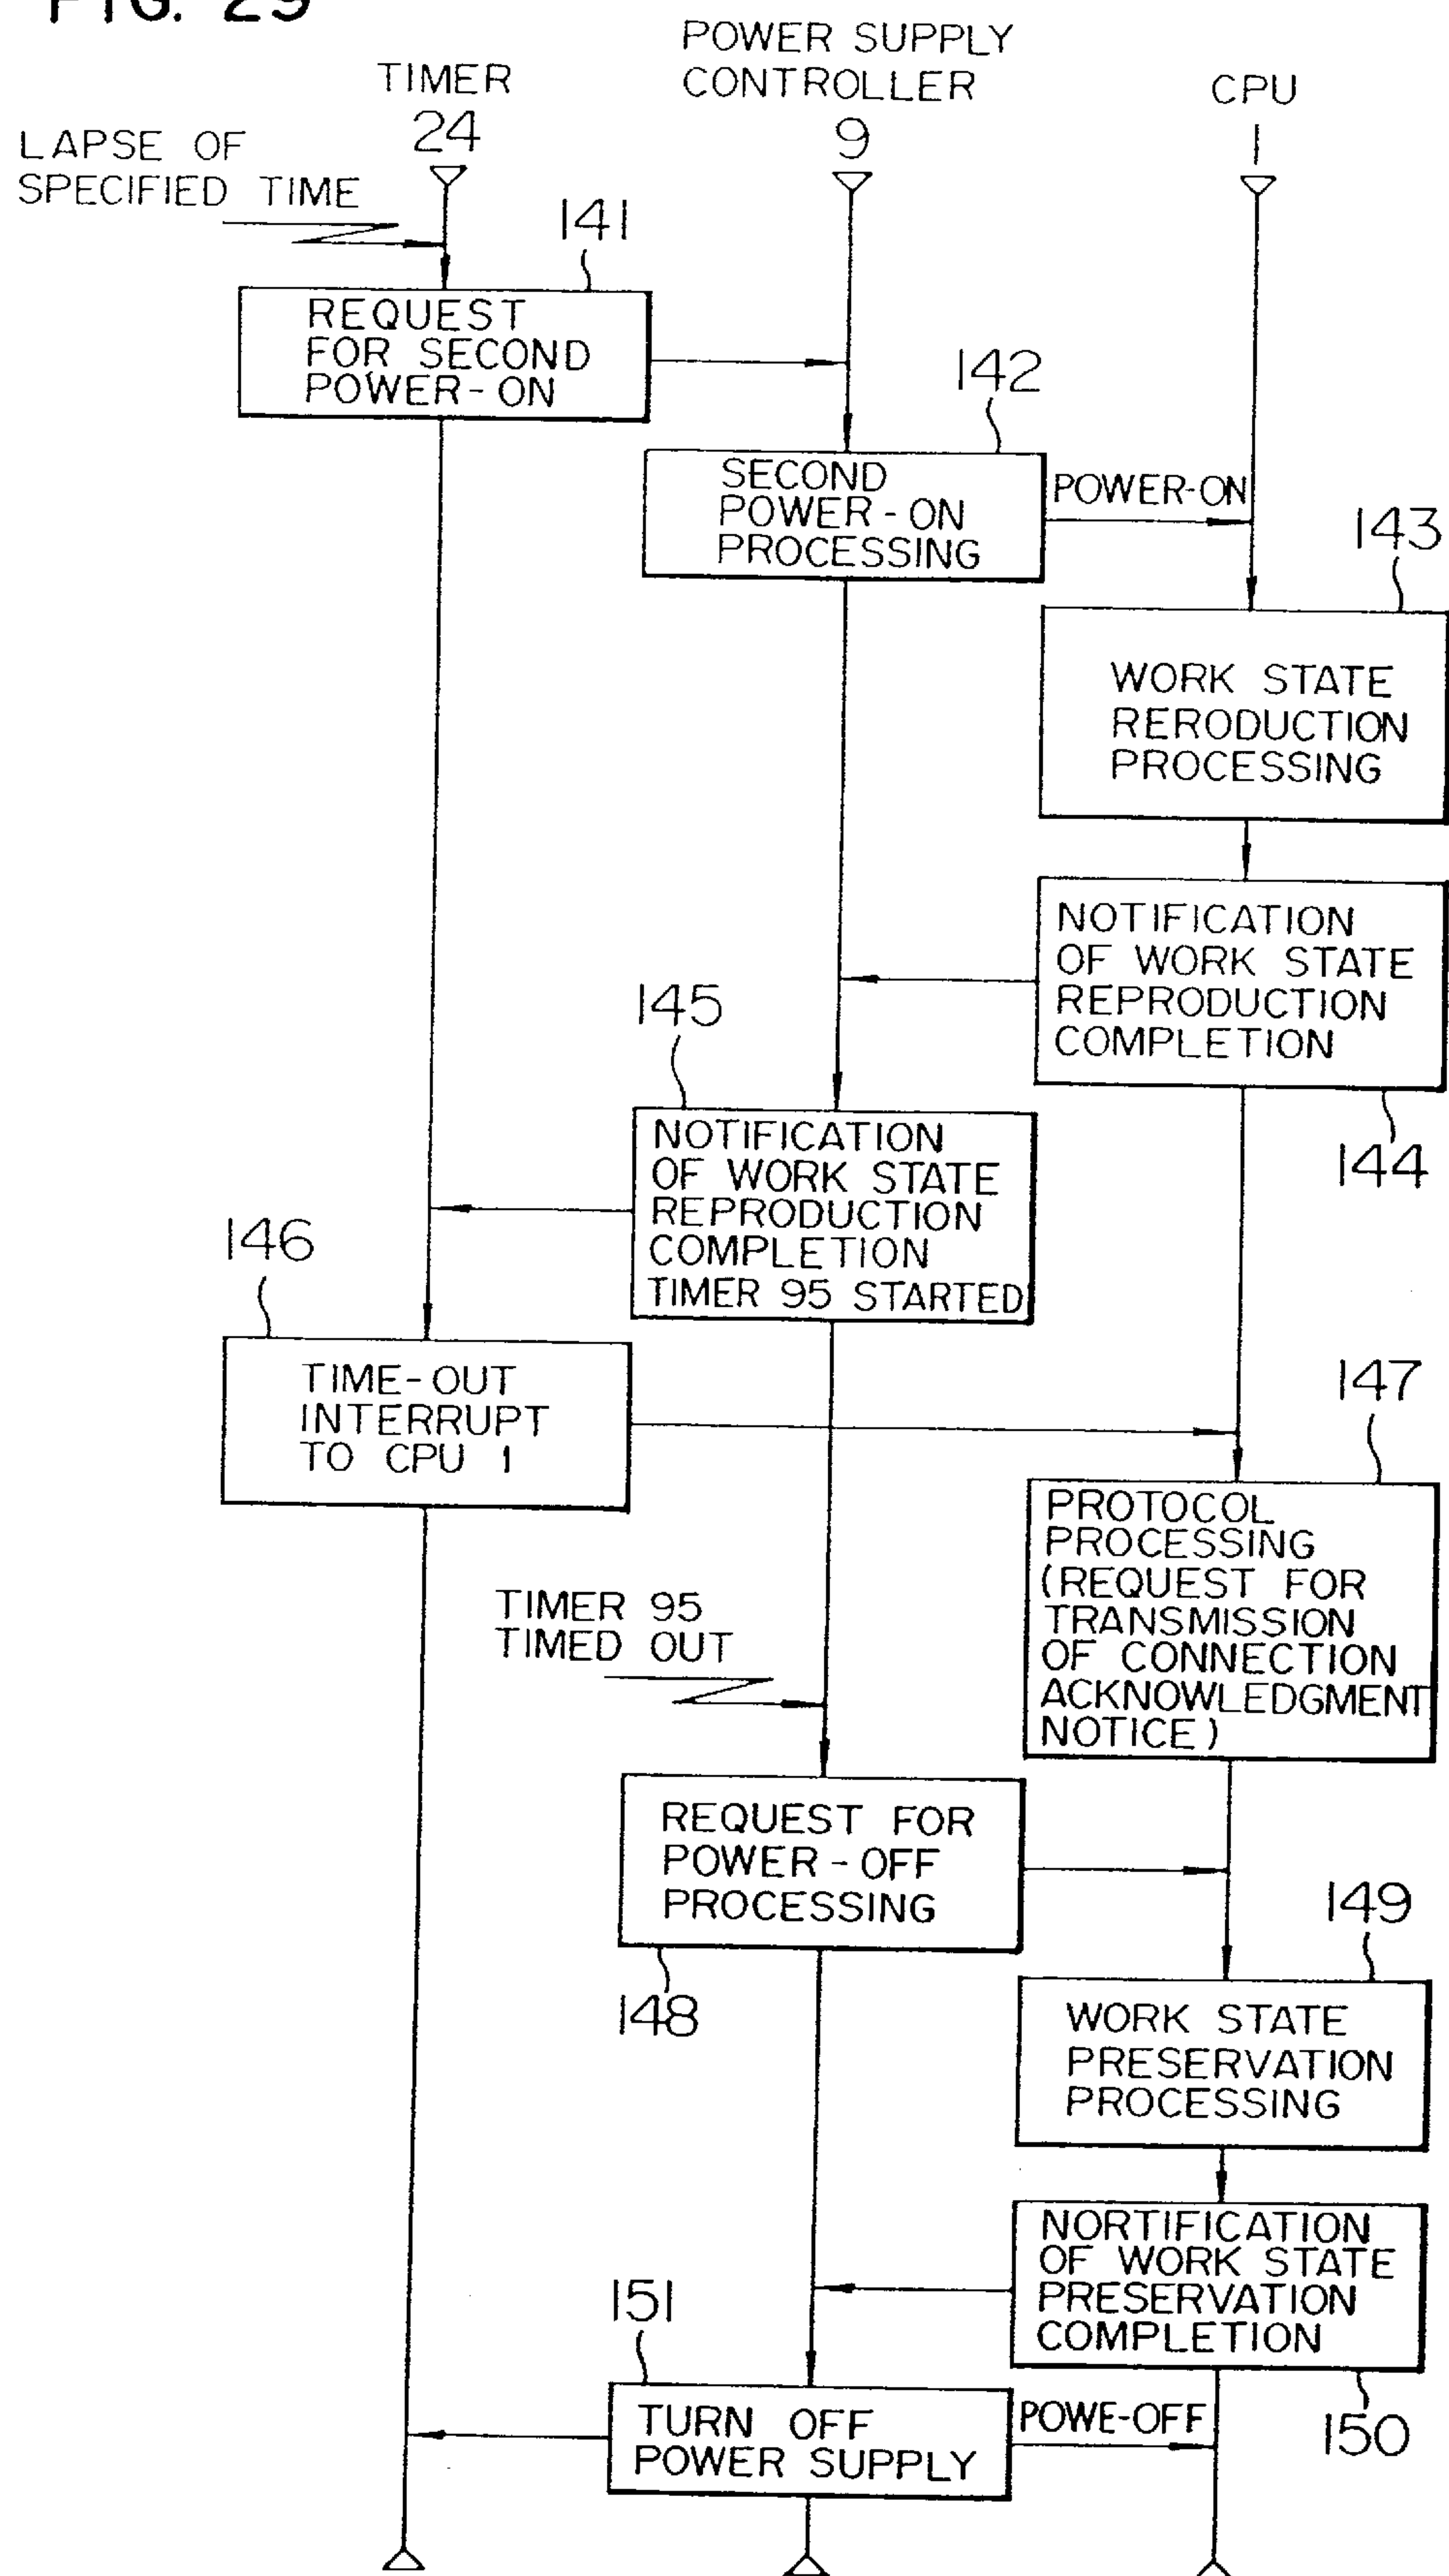 FIG. 29
TIMER
24
POWER SUPPLY
CONTROLLER
9
CPU
1
LAPSE OF
SPECIFIED TIME
141
REQUEST
FOR SECOND
POWER-ON
142
SECOND
POWER-ON
PROCESSING
POWER-ON
143
WORK STATE
RERODUCTION
PROCESSING
NOTIFICATION
OF WORK STATE
REPRODUCTION
COMPLETION
144
145
NOTIFICATION
OF WORK STATE
REPRODUCTION
COMPLETION
TIMER 95 STARTED
146
TIME-OUT
INTERRUPT
TO CPU 1
147
PROTOCOL
PROCESSING
(REQUEST FOR
TRANSMISSION
OF CONNECTION
ACKNOWLEDGMENT
NOTICE)
TIMER 95
TIMED OUT
REQUEST FOR
POWER-OFF
PROCESSING
148
149
WORK STATE
PRESERVATION
PROCESSING
NORTIFICATION
OF WORK STATE
PRESERVATION
COMPLETION
150
151
TURN OFF
POWER SUPPLY
POWE-OFF